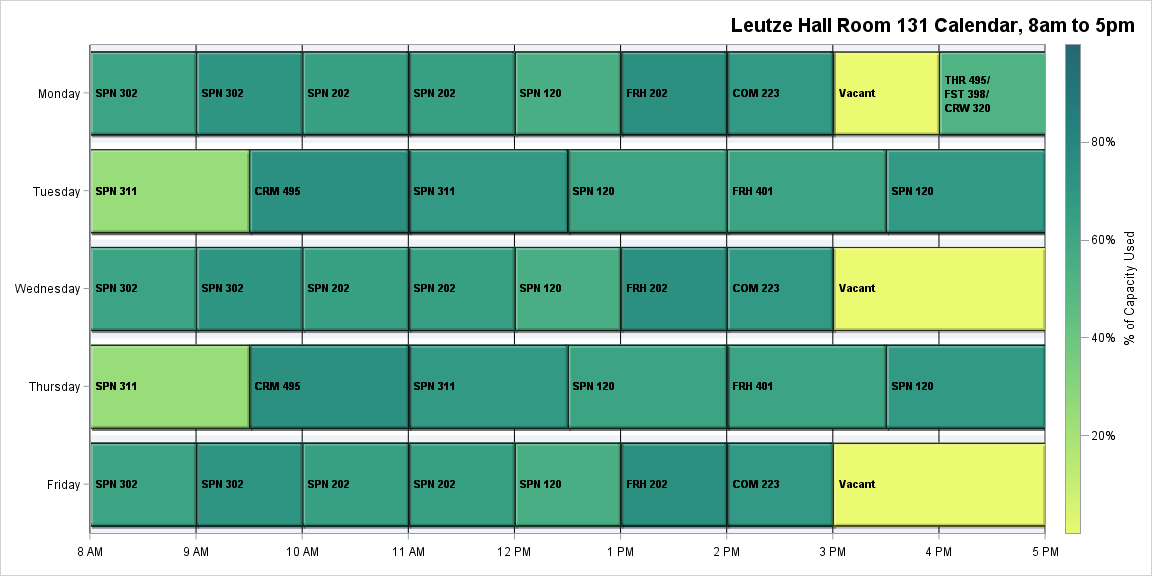 Leutze Hall Room 131 Calendar, 8am to 5pm
Monday
SPN 302
SPN 302
SPN 202
SPN 202
SPN 120
FRH 202
COM 223
Vacant
THR 495/
FST 398/
CRW 320
Tuesday
SPN 311
CRM 495
SPN 311
SPN 120
FRH 401
SPN 120
Wednesday
SPN 302
SPN 302
SPN 202
SPN 202
SPN 120
FRH 202
COM 223
Vacant
Thursday
SPN 311
CRM 495
SPN 311
SPN 120
FRH 401
SPN 120
Friday
SPN 302
SPN 302
SPN 202
SPN 202
SPN 120
FRH 202
COM 223
Vacant
8 AM
9 AM
10 AM
11 AM
12 PM
1 PM
2 PM
3 PM
4 PM
5 PM
80%
60%
40%
20%
% of Capacity Used